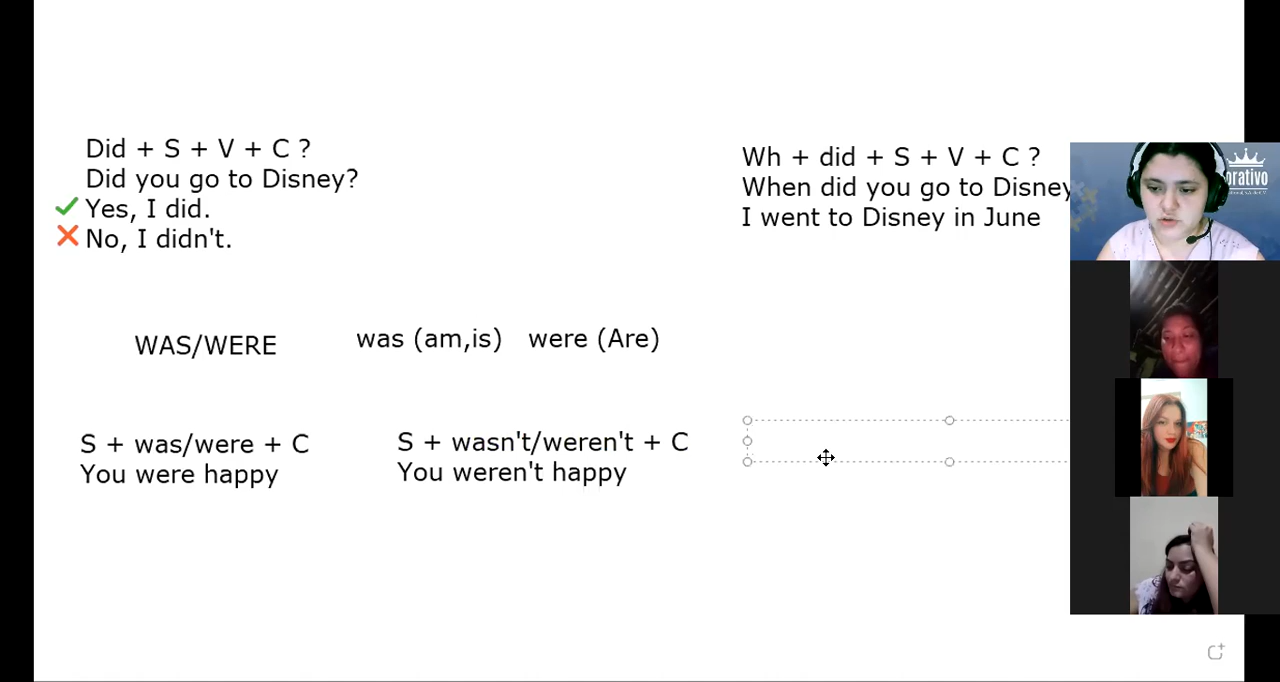 Did + S + V + C ?
Did you go to Disney?
Yes, I did.
No, I didn't.
Wh + did + S + V + C ?
When did you go to Disney
I went to Disney in June
WAS/WERE
was (am,is) were (Are)
S + was/were + C
You were happy
S + wasn't/weren't + C
You weren't happy
orativo